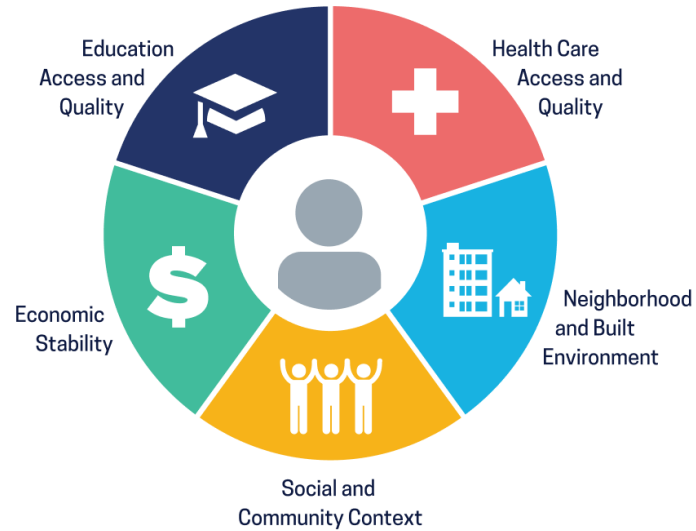 Education
Access and
Quality
Health Care
Access and
Quality
Economic
Stability
Neighborhood
and Built
Environment
Social and
Community Context